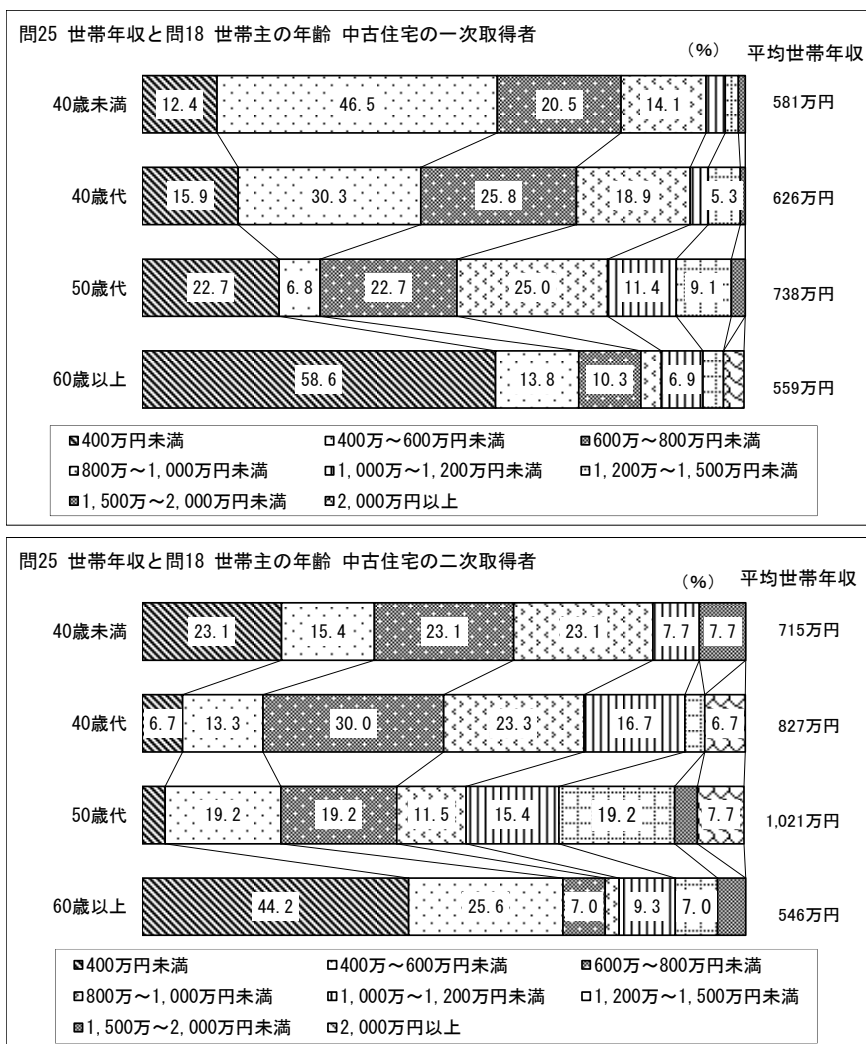 問25 世帯年収と問18 世帯主の年齢 中古住宅の一次取得者
（%） 平均世帯年収
40歳未満 12.4 46.5 20.5 14.1 581万円
40歳代 15.9 30.3 25.8 18.9 5.3 626万円
50歳代 22.7 6.8 22.7 25.0 11.4 9.1 738万円
60歳以上 58.6 13.8 10.3 6.9 559万円
400万円未満 400万～600万円未満 600万～800万円未満
800万～1,000万円未満 1,000万～1,200万円未満 1,200万～1,500万円未満
1,500万～2,000万円未満 2,000万円以上
問25 世帯年収と問18 世帯主の年齢 中古住宅の二次取得者
（%） 平均世帯年収
40歳未満 23.1 15.4 23.1 23.1 7.7 7.7 715万円
40歳代 6.7 13.3 30.0 23.3 16.7 6.7 827万円
50歳代 19.2 19.2 11.5 15.4 19.2 7.7 1,021万円
60歳以上 44.2 25.6 7.0 9.3 7.0 546万円
400万円未満 400万～600万円未満 600万～800万円未満
800万～1,000万円未満 1,000万～1,200万円未満 1,200万～1,500万円未満
1,500万～2,000万円未満 2,000万円以上